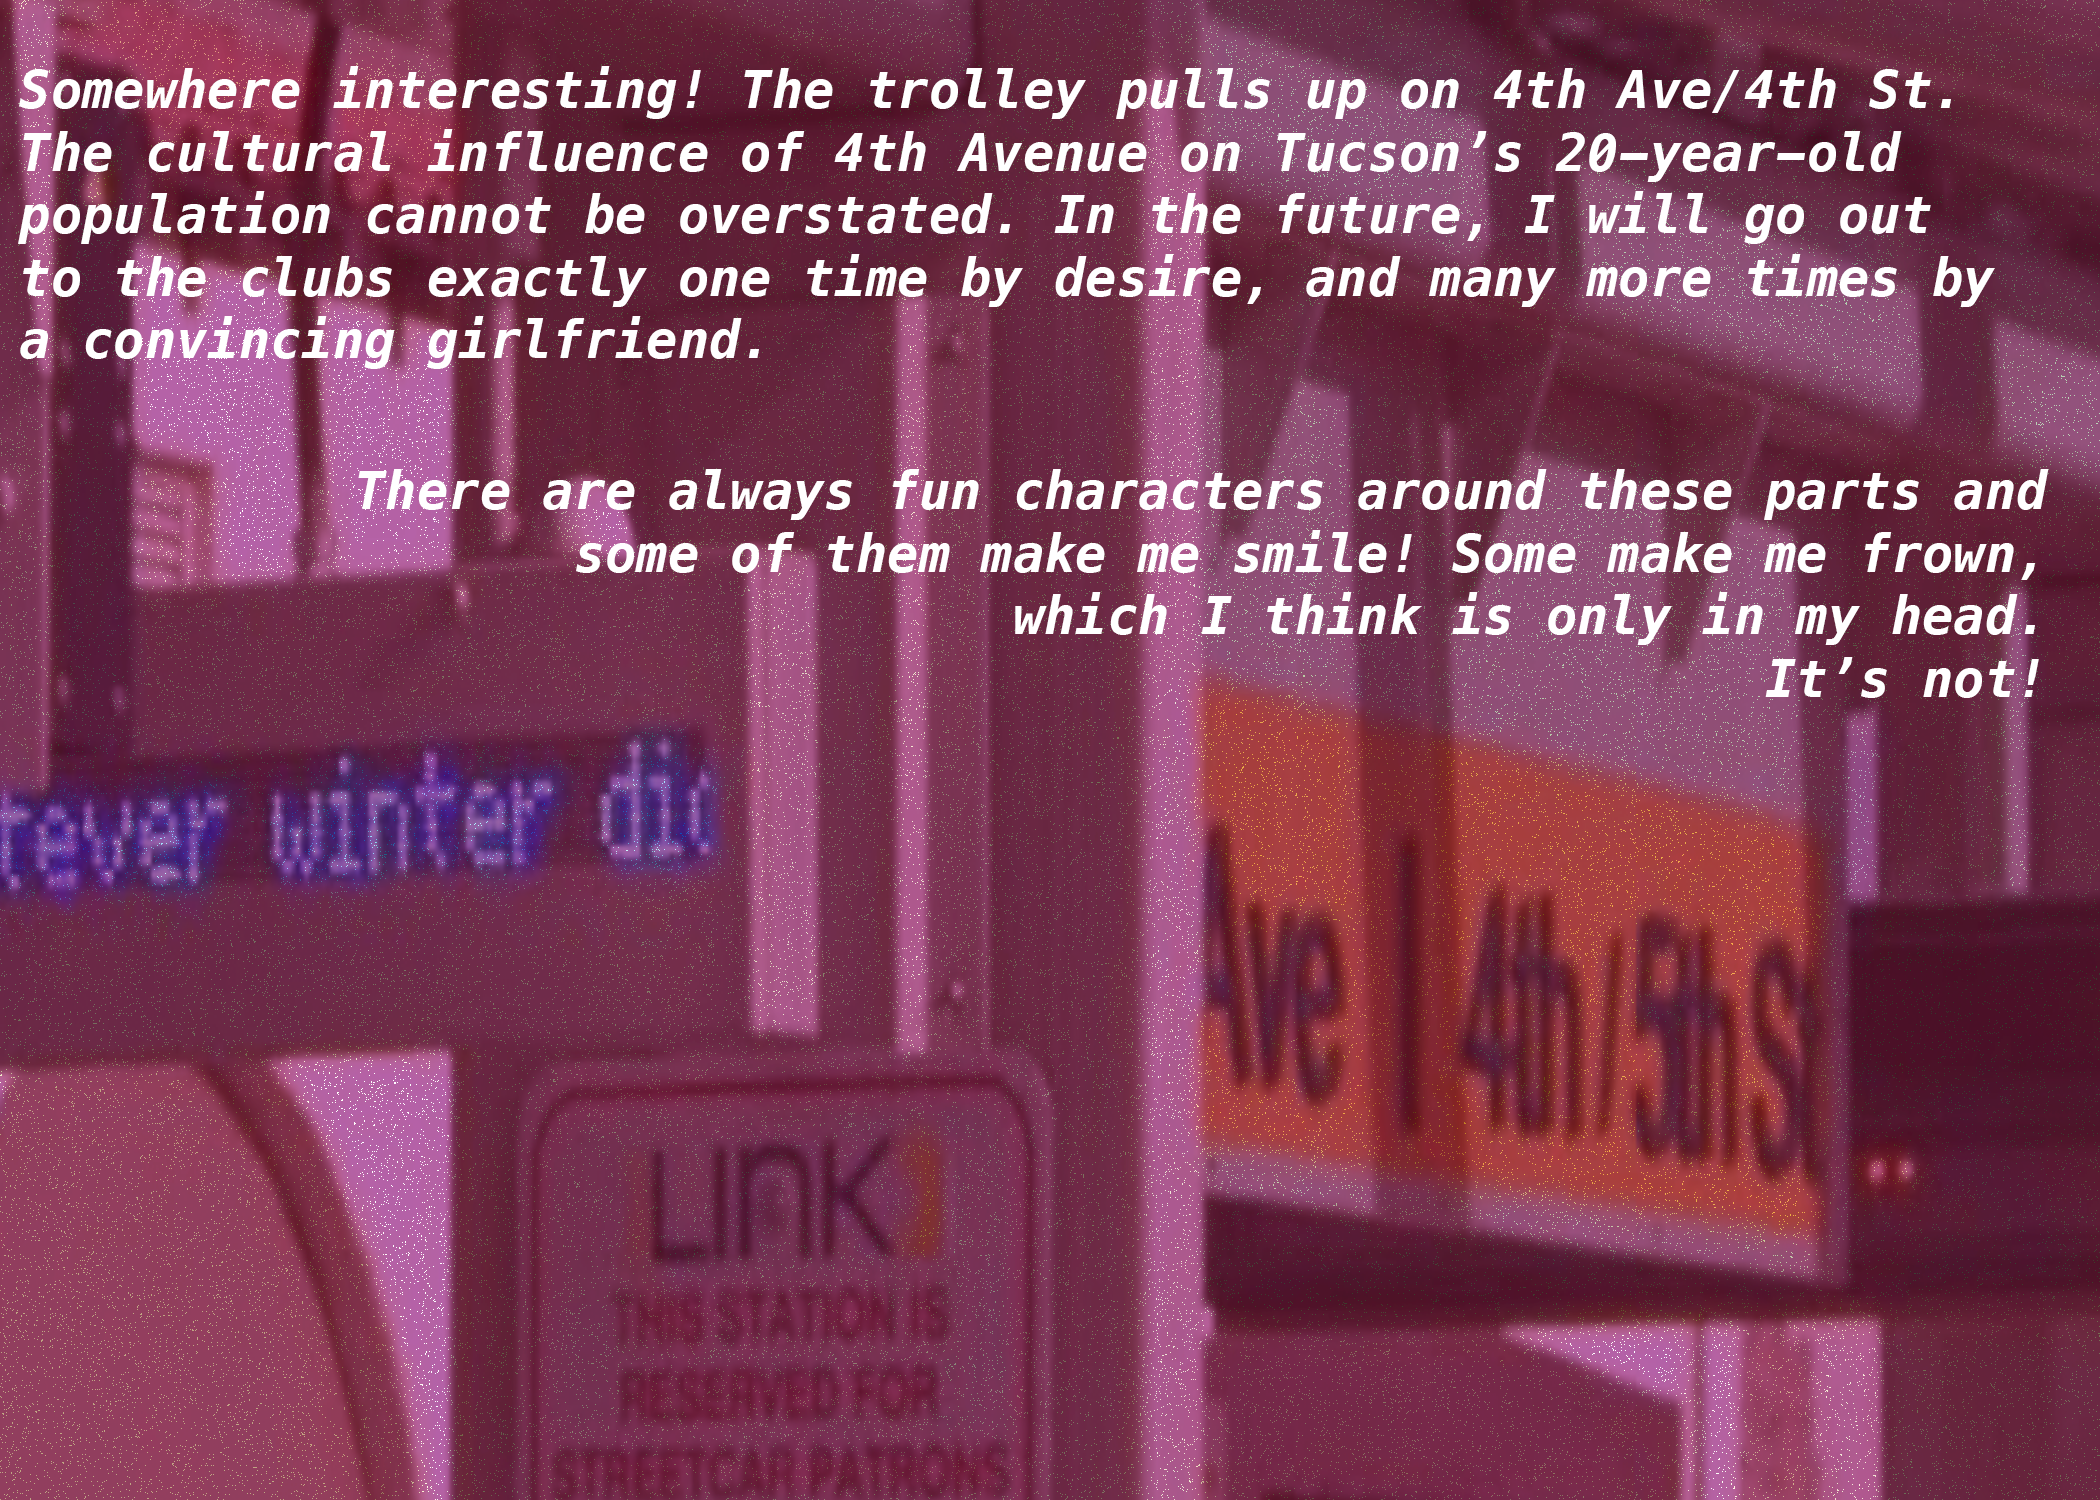 Somewhere interesting! The trolley pulls up on 4th Ave/4th St.
The cultural influence of 4th Avenue on Tucson’s 20–year–old
population cannot be overstated. In the future, I will go out
to the clubs exactly one time by desire, and many more times by
a convincing girlfriend.
There are always fun characters around these parts and
some of them make me smile! Some make me frown,
which I think is only in my head.
It’s not!
winter
Ave | 4th/5th St
LINK
THIS STATION IS
RESERVED FOR
STREETCAR PATRONS